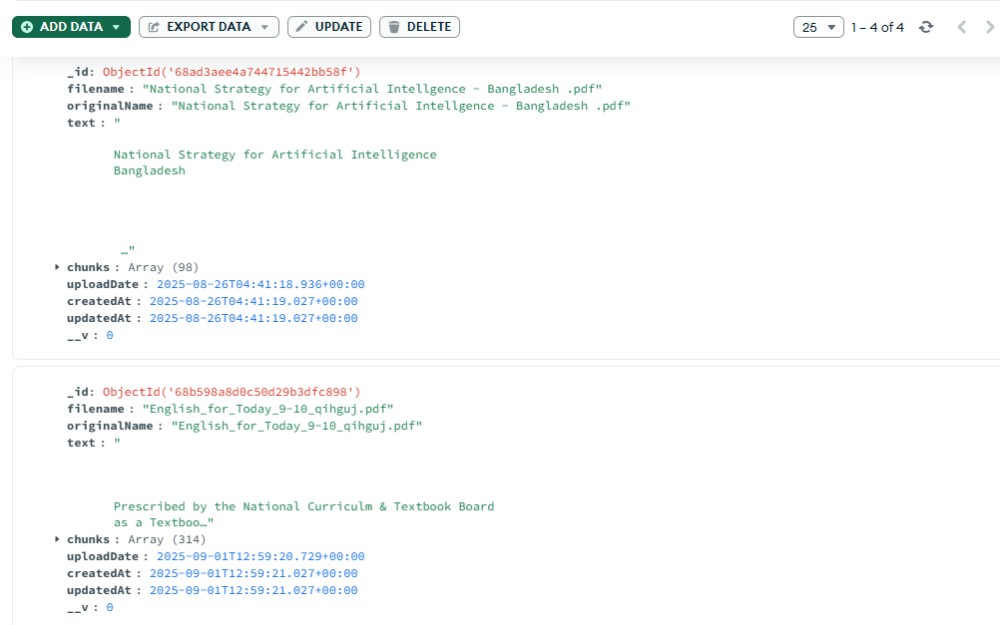 ADD DATA EXPORT DATA UPDATE DELETE 25 1 – 4 of 4
_id: ObjectId('68ad3aee4a744715442bb58f')
filename : "National Strategy for Artificial Intellgence - Bangladesh .pdf"
originalName : "National Strategy for Artificial Intellgence - Bangladesh .pdf"
text : "
National Strategy for Artificial Intelligence
Bangladesh
…"
chunks : Array (98)
uploadDate : 2025-08-26T04:41:18.936+00:00
createdAt : 2025-08-26T04:41:19.027+00:00
updatedAt : 2025-08-26T04:41:19.027+00:00
__v : 0
_id: ObjectId('68b598a8d0c50d29b3dfc898')
filename : "English_for_Today_9-10_qihguj.pdf"
originalName : "English_for_Today_9-10_qihguj.pdf"
text : "
Prescribed by the National Curriculm & Textbook Board
as a Textboo…"
chunks : Array (314)
uploadDate : 2025-09-01T12:59:20.729+00:00
createdAt : 2025-09-01T12:59:21.027+00:00
updatedAt : 2025-09-01T12:59:21.027+00:00
__v : 0